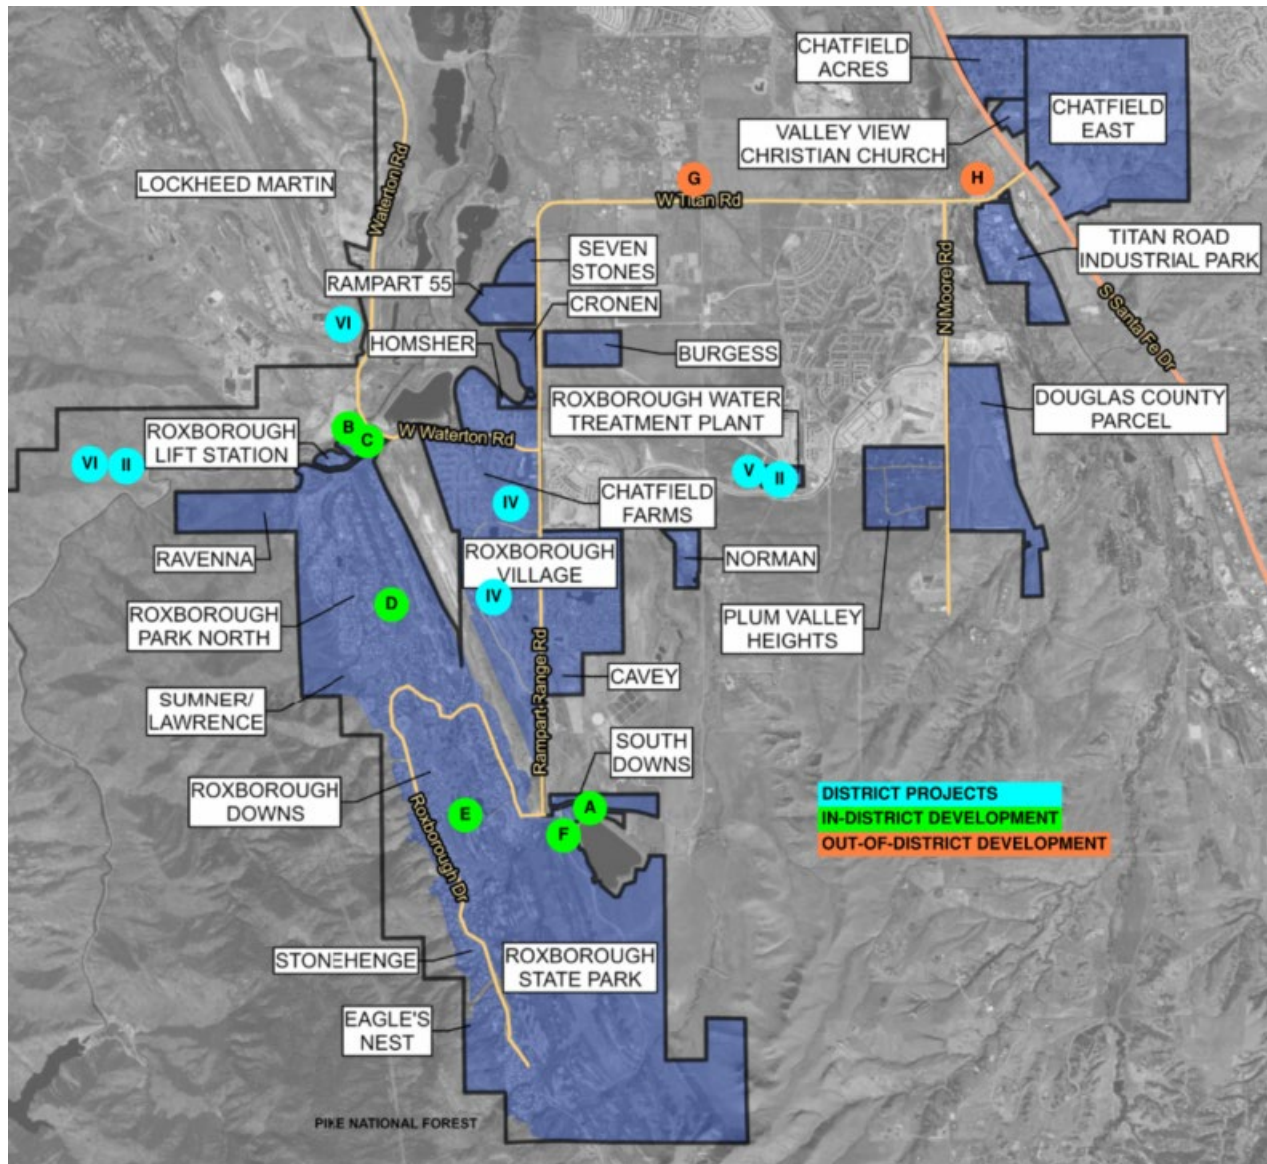 CHATFIELD
ACRES
CHATFIELD
EAST
VALLEY VIEW
CHRISTIAN CHURCH
LOCKHEED MARTIN
Waterton Rd
G
H
W Titan Rd
SEVEN
STONES
TITAN ROAD
INDUSTRIAL PARK
N Moore Rd
RAMPART 55
CRONEN
S Santa Fe Dr
VI
HOMSHER
BURGESS
ROXBOROUGH WATER
TREATMENT PLANT
DOUGLAS COUNTY
PARCEL
B
C
ROXBOROUGH
LIFT STATION
W Waterton Rd
VI
II
V
II
CHATFIELD
FARMS
IV
RAVENNA
ROXBOROUGH
VILLAGE
NORMAN
D
IV
ROXBOROUGH
PARK NORTH
PLUM VALLEY
HEIGHTS
CAVEY
SUMNER/
LAWRENCE
Rampart Range Rd
SOUTH
DOWNS
ROXBOROUGH
DOWNS
DISTRICT PROJECTS
IN-DISTRICT DEVELOPMENT
OUT-OF-DISTRICT DEVELOPMENT
A
E
F
Roxborough Dr
STONEHENGE
ROXBOROUGH
STATE PARK
EAGLE'S
NEST
PIKE NATIONAL FOREST